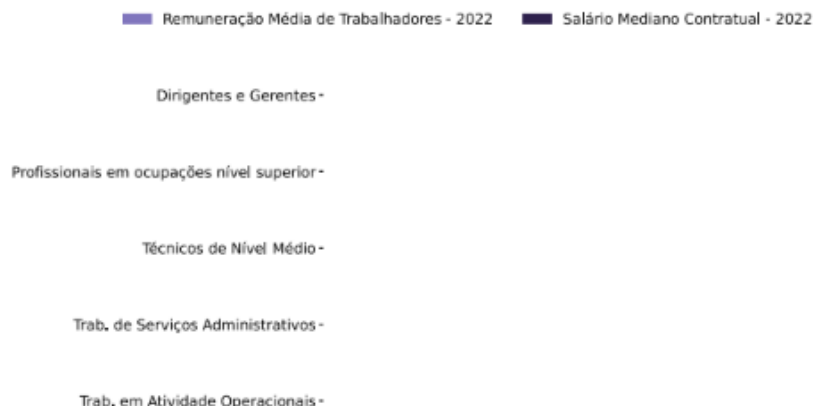 Remuneração Média de Trabalhadores - 2022 Salário Mediano Contratual - 2022
Dirigentes e Gerentes
Profissionais em ocupações nível superior
Técnicos de Nível Médio
Trab. de Serviços Administrativos
Trab. em Atividade Operacionais